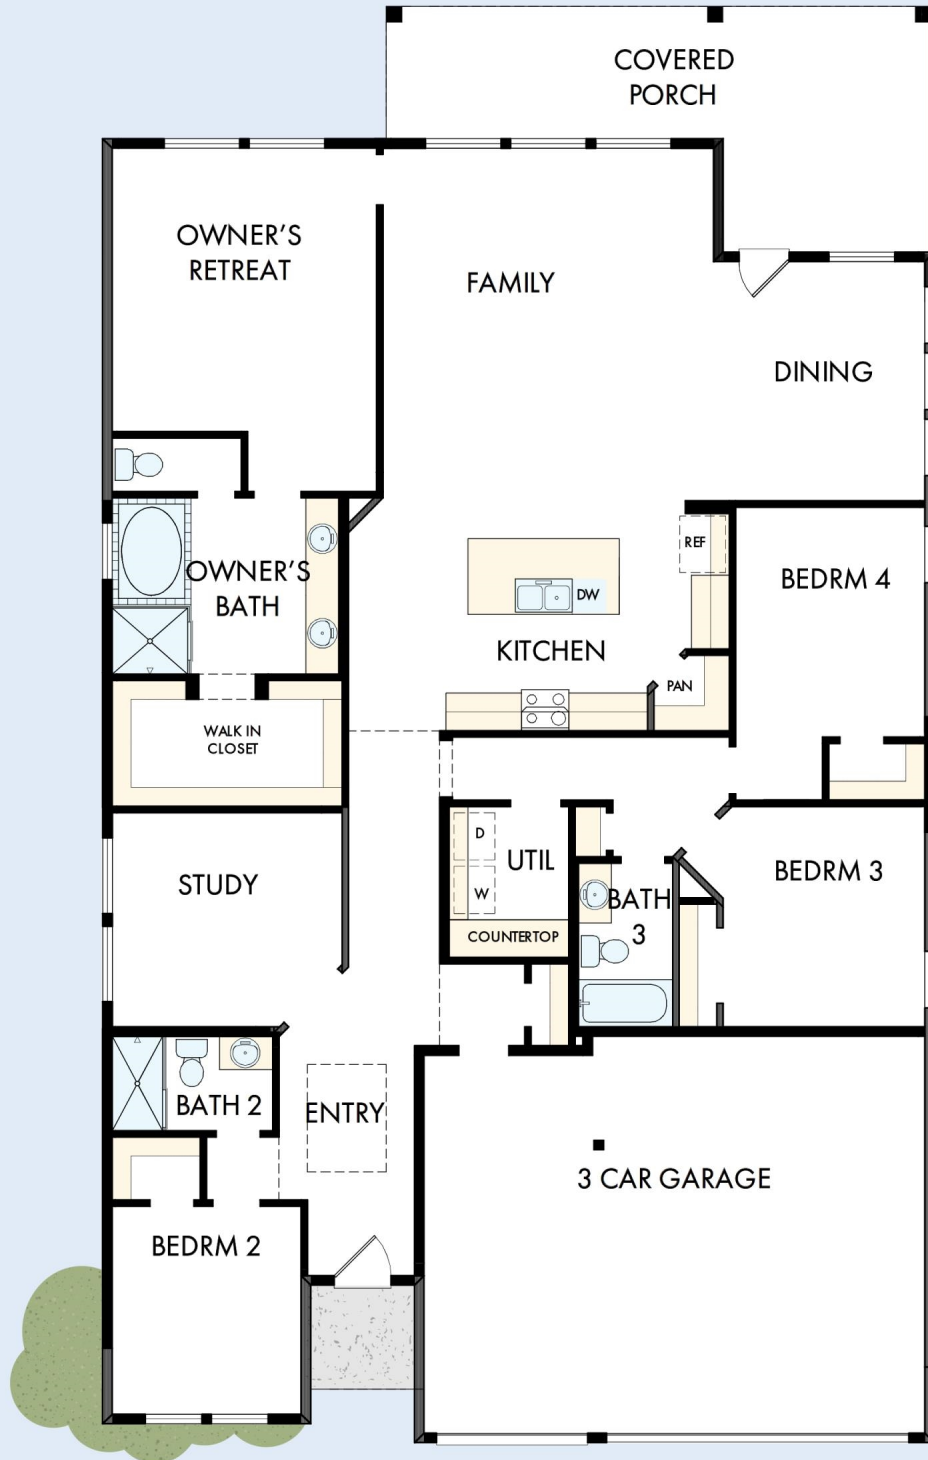 COVERED
PORCH
OWNER'S
RETREAT
FAMILY
DINING
REF
OWNER'S
BATH
DW
BEDRM 4
KITCHEN
PAN
WALK IN
CLOSET
D
UTIL
W
COUNTERTOP
STUDY
BATH
3
BEDRM 3
BATH 2
ENTRY
3 CAR GARAGE
BEDRM 2